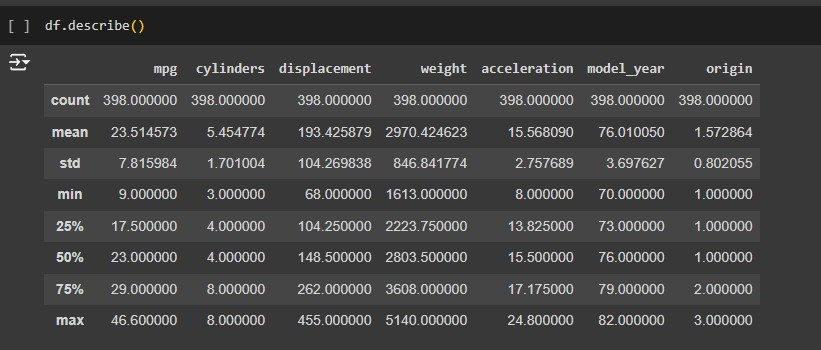 [ ] df.describe()
mpg cylinders displacement weight acceleration model_year origin
count 398.000000 398.000000 398.000000 398.000000 398.000000 398.000000 398.000000
mean 23.514573 5.454774 193.425879 2970.424623 15.568090 76.010050 1.572864
std 7.815984 1.701004 104.269838 846.841774 2.757689 3.697627 0.802055
min 9.000000 3.000000 68.000000 1613.000000 8.000000 70.000000 1.000000
25% 17.500000 4.000000 104.250000 2223.750000 13.825000 73.000000 1.000000
50% 23.000000 4.000000 148.500000 2803.500000 15.500000 76.000000 1.000000
75% 29.000000 8.000000 262.000000 3608.000000 17.175000 79.000000 2.000000
max 46.600000 8.000000 455.000000 5140.000000 24.800000 82.000000 3.000000